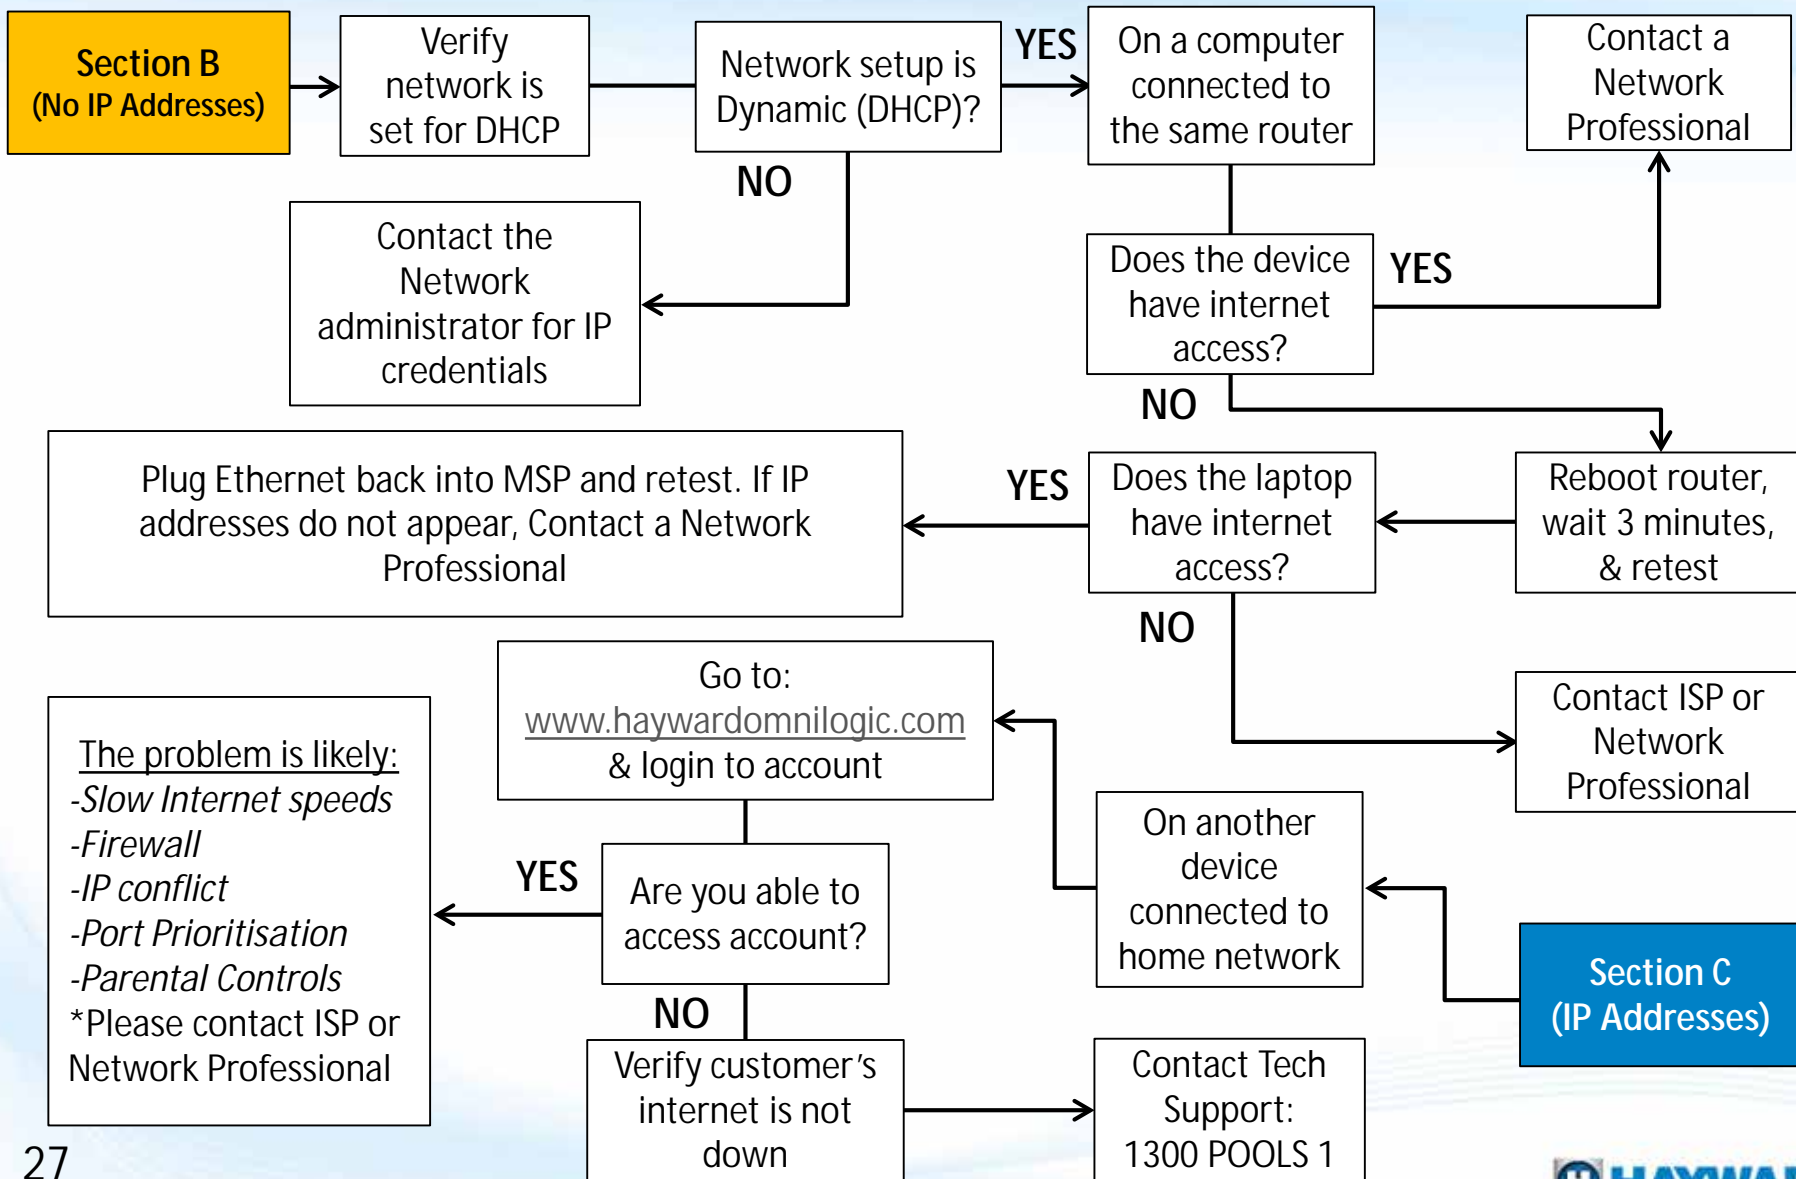 Section B
(No IP Addresses)
Verify
network is
set for DHCP
Network setup is
Dynamic (DHCP)?
YES
On a computer
connected to
the same router
Contact a
Network
Professional
NO
Contact the
Network
administrator for IP
credentials
Does the device
have internet
access?
YES
NO
Reboot router,
wait 3 minutes,
& retest
Does the laptop
have internet
access?
YES
Plug Ethernet back into MSP and retest. If IP
addresses do not appear, Contact a Network
Professional
NO
Contact ISP or
Network
Professional
Section C
(IP Addresses)
On another
device
connected to
home network
Go to:
www.haywardomnilogic.com
& login to account
Are you able to
access account?
YES
The problem is likely:
-Slow Internet speeds
-Firewall
-IP conflict
-Port Prioritisation
-Parental Controls
*Please contact ISP or
Network Professional
NO
Verify customer's
internet is not
down
Contact Tech
Support:
1300 POOLS 1
27